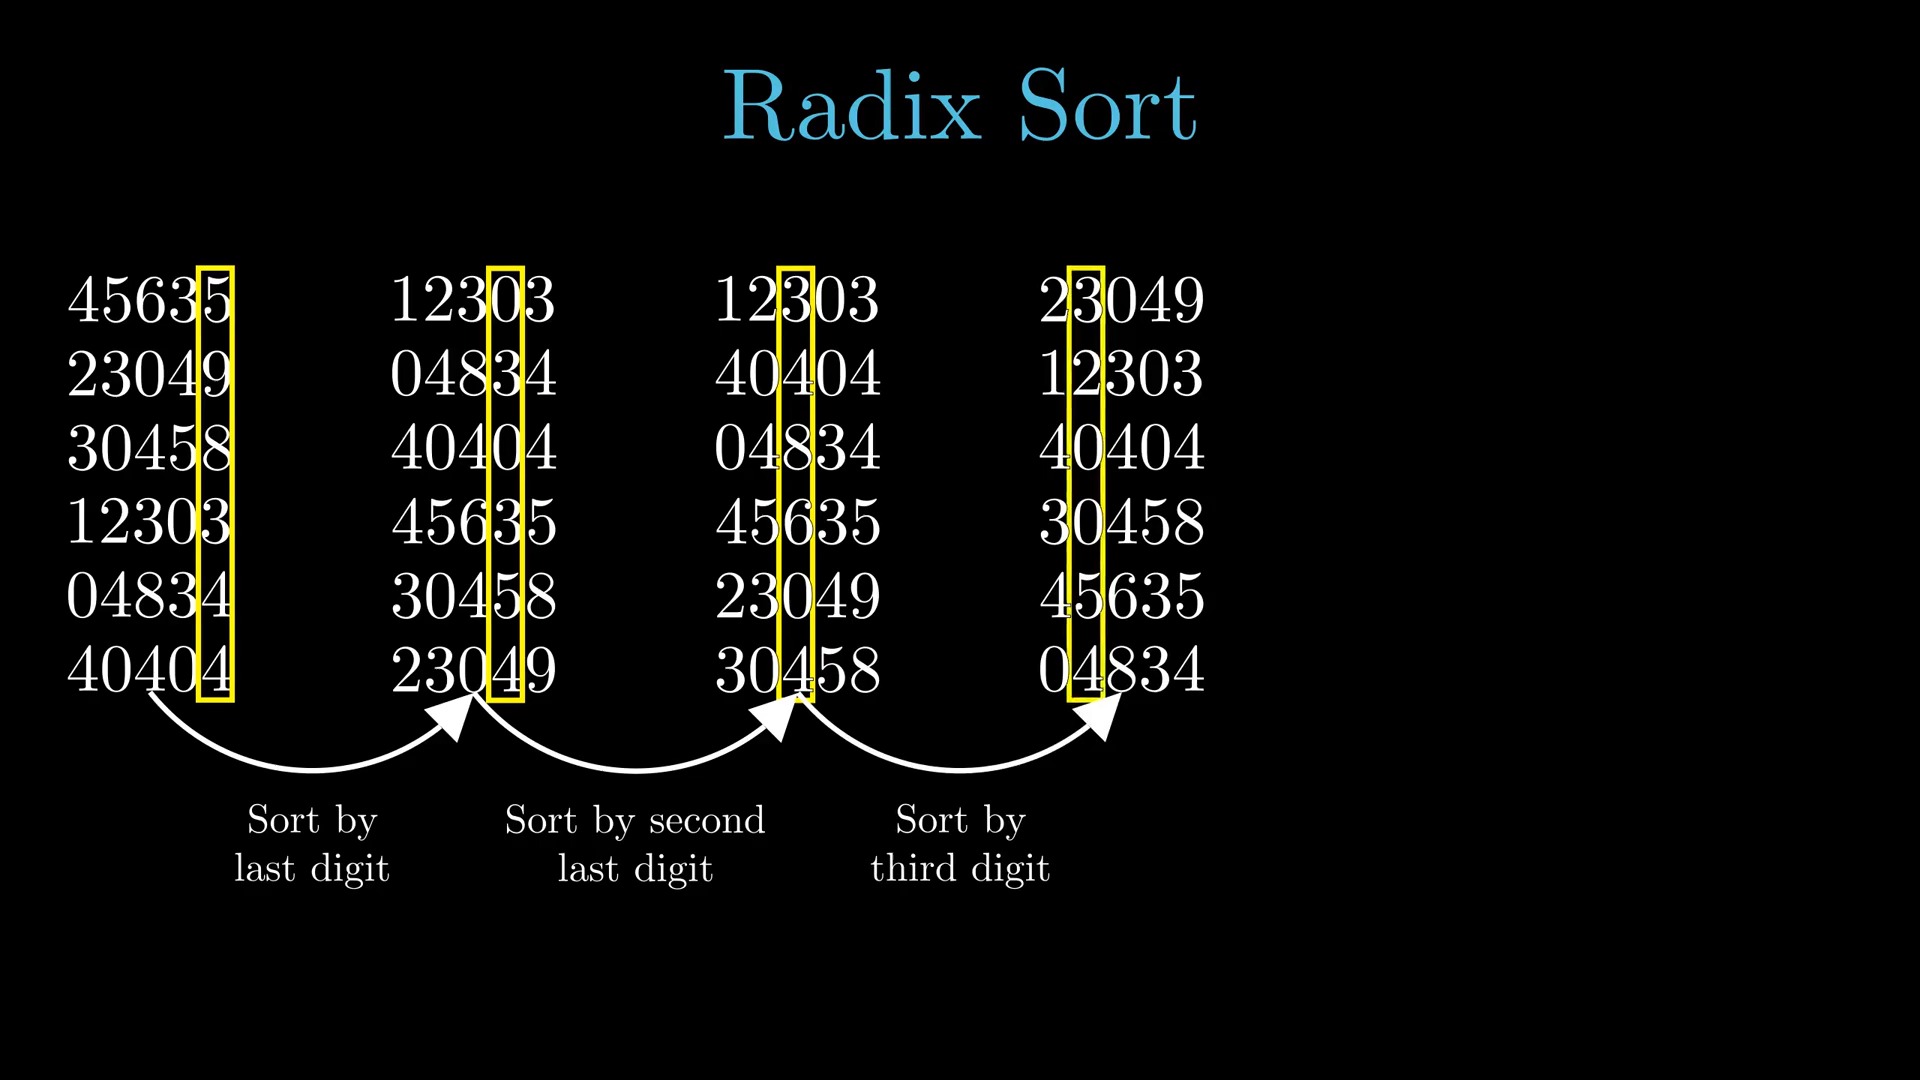 Radix Sort
45635 12303 12303 23049
23049 04834 40404 12303
30458 40404 04834 40404
12303 45635 45635 30458
04834 30458 23049 45635
40404 23049 30458 04834
Sort by
last digit
Sort by second
last digit
Sort by
third digit